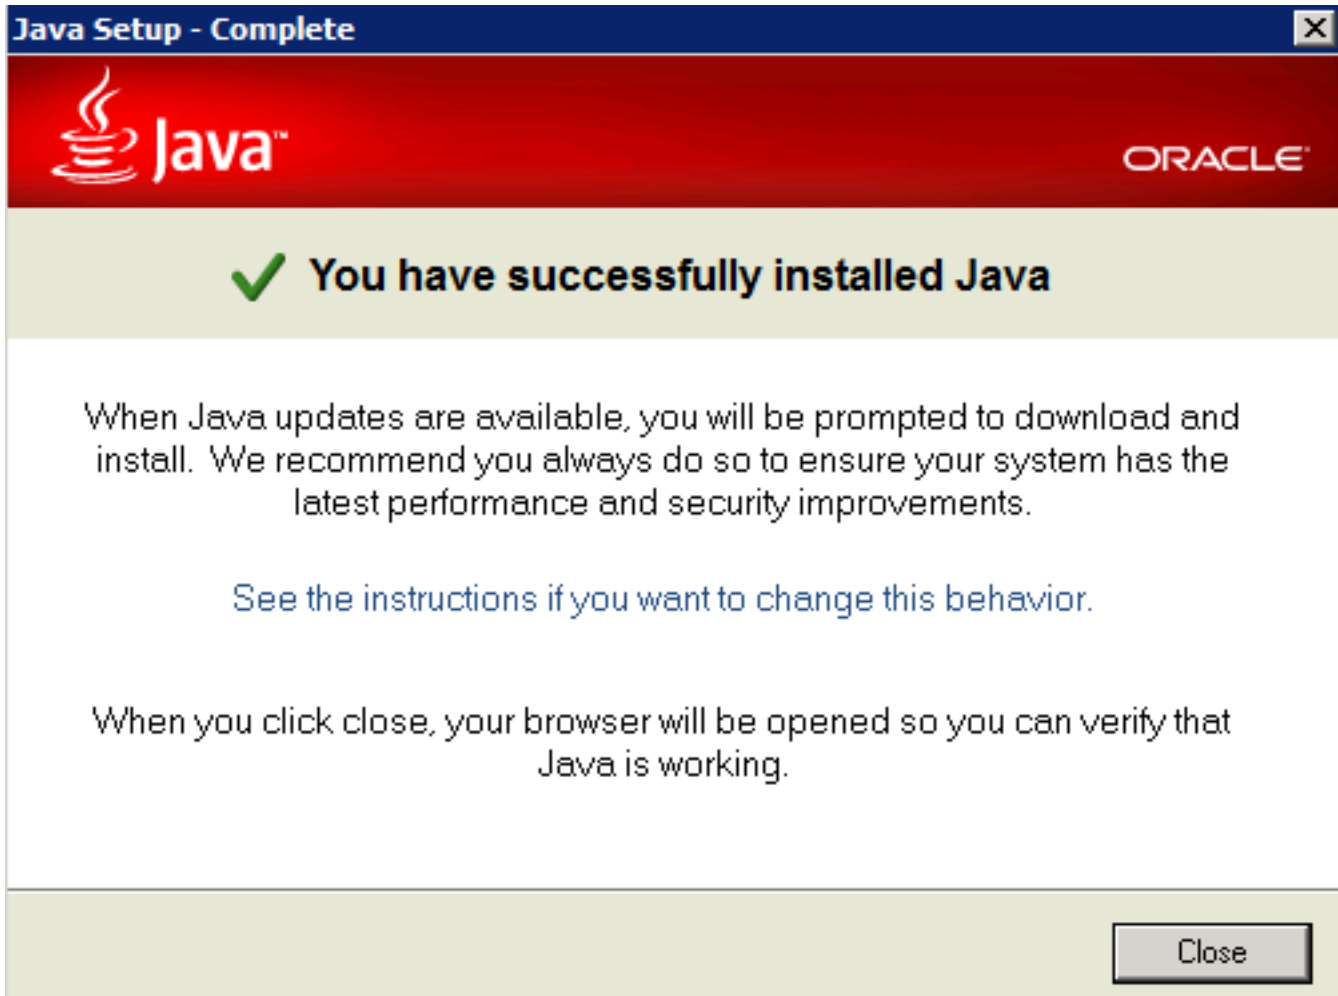 Java Setup - Complete
Java™
ORACLE®
You have successfully installed Java
When Java updates are available, you will be prompted to download and
install. We recommend you always do so to ensure your system has the
latest performance and security improvements.
See the instructions if you want to change this behavior.
When you click close, your browser will be opened so you can verify that
Java is working.
Close